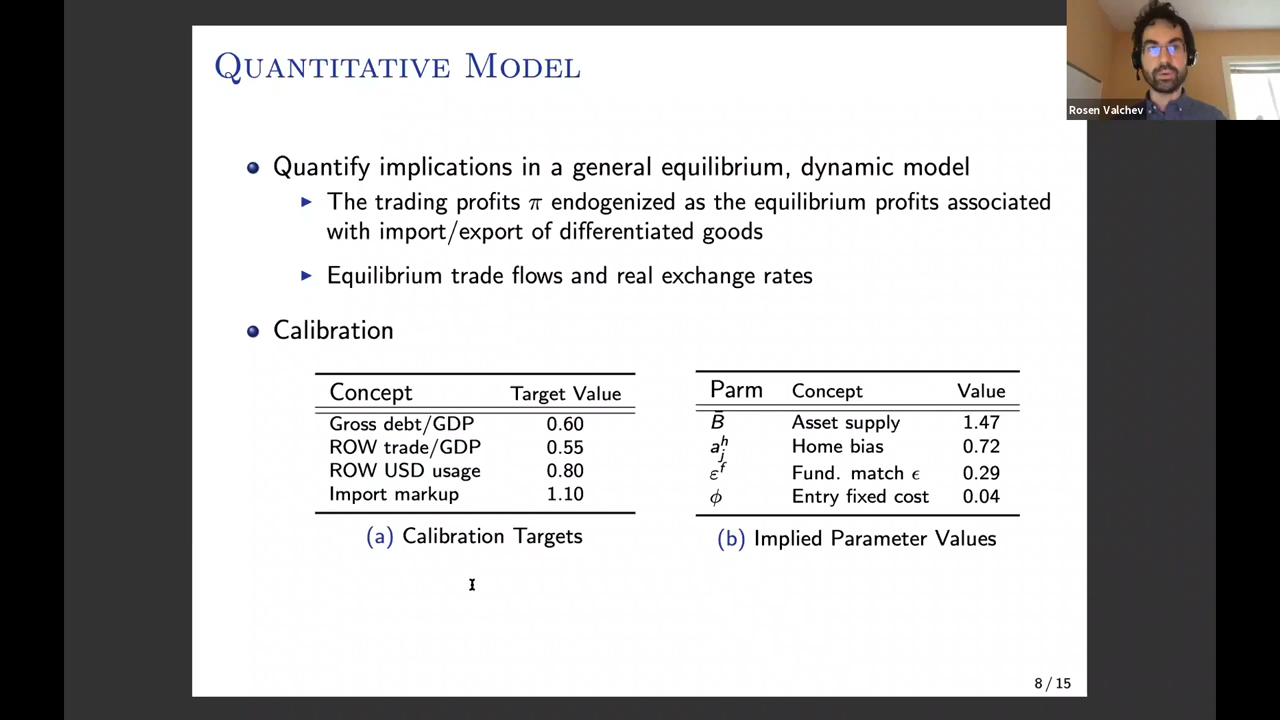 QUANTITATIVE MODEL
Rosen Valchev
Quantify implications in a general equilibrium, dynamic model
The trading profits π endogenized as the equilibrium profits associated
with import/export of differentiated goods
Equilibrium trade flows and real exchange rates
Calibration
Concept Target Value
Gross debt/GDP 0.60
ROW trade/GDP 0.55
ROW USD usage 0.80
Import markup 1.10
(a) Calibration Targets
Parm Concept Value
B̄ Asset supply 1.47
a_j^h Home bias 0.72
ε^f Fund. match ϵ 0.29
ϕ Entry fixed cost 0.04
(b) Implied Parameter Values
8 / 15